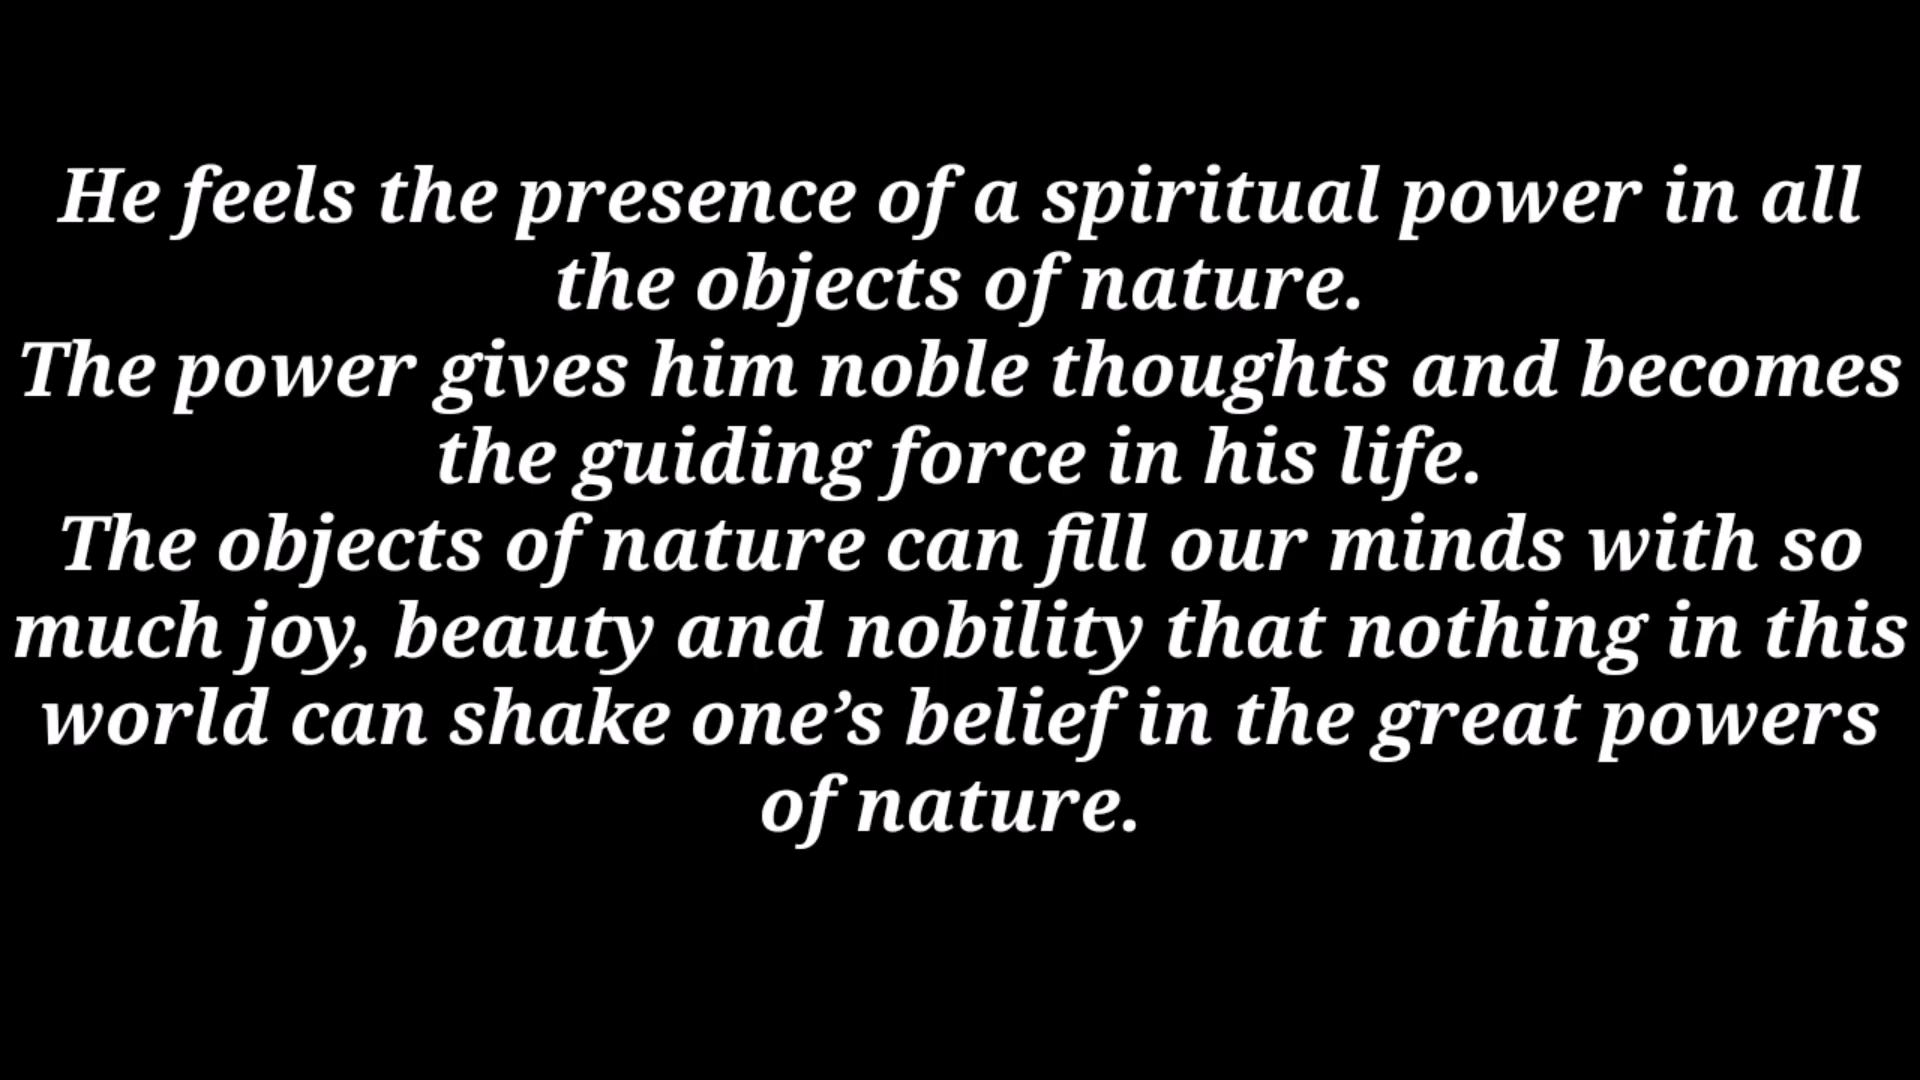 He feels the presence of a spiritual power in all
the objects of nature.
The power gives him noble thoughts and becomes
the guiding force in his life.
The objects of nature can fill our minds with so
much joy, beauty and nobility that nothing in this
world can shake one’s belief in the great powers
of nature.